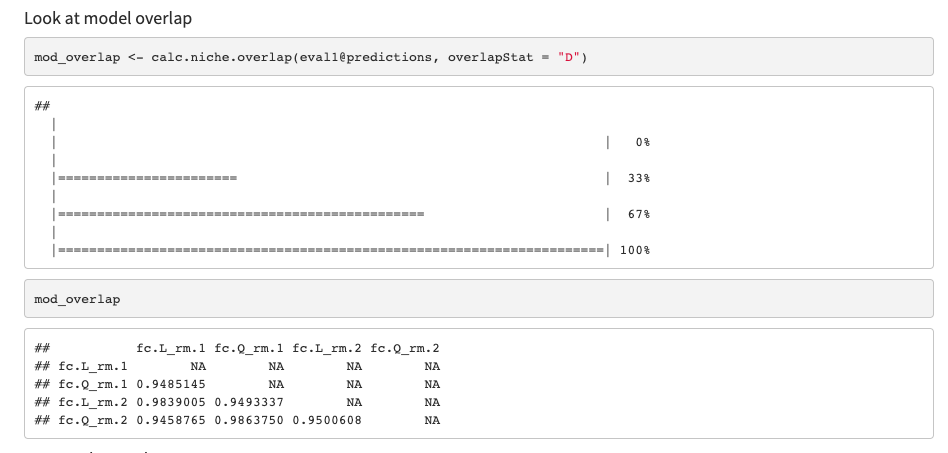 Look at model overlap
mod_overlap <- calc.niche.overlap(eval1@predictions, overlapStat = "D")
##
|
|                                                                      |   0%
|
|=======================                                               |  33%
|
|===============================================                       |  67%
|
|======================================================================| 100%
mod_overlap
##           fc.L_rm.1 fc.Q_rm.1 fc.L_rm.2 fc.Q_rm.2
## fc.L_rm.1        NA        NA        NA        NA
## fc.Q_rm.1 0.9485145        NA        NA        NA
## fc.L_rm.2 0.9839005 0.9493337        NA        NA
## fc.Q_rm.2 0.9458765 0.9863750 0.9500608        NA